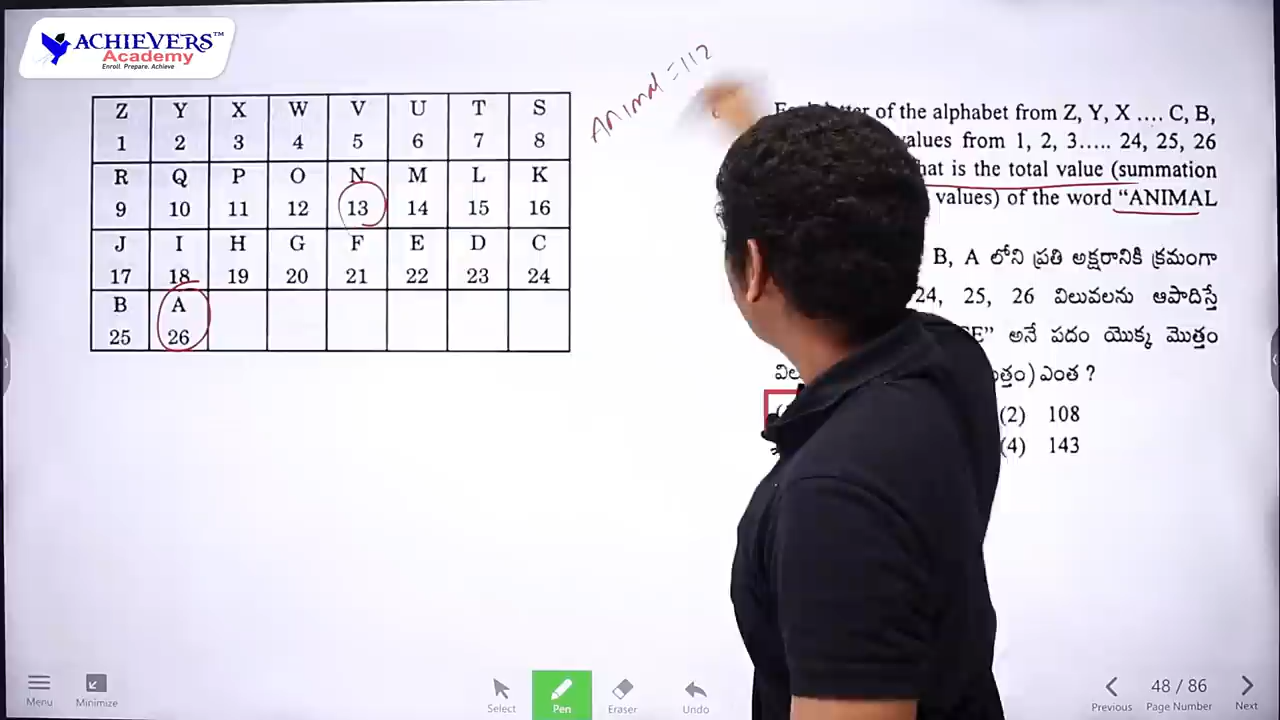 ACHIEVERS™
Academy
Enroll. Prepare. Achieve
Animal = 112
Z Y X W V U T S
1 2 3 4 5 6 7 8
R Q P O N M L K
9 10 11 12 13 14 15 16
J I H G F E D C
17 18 19 20 21 22 23 24
B A
25 26
of the alphabet from Z, Y, X .... C, B,
values from 1, 2, 3..... 24, 25, 26
is the total value (summation
values) of the word “ANIMAL
B, A లోని ప్రతి అక్షరానికి క్రమంగా
24, 25, 26 విలువలను ఆపాదిస్తే
అనే పదం యొక్క మొత్తం
ఎంత ?
(2) 108
(4) 143
Menu
Minimize
Select
Pen
Eraser
Undo
Previous
48 / 86
Page Number
Next